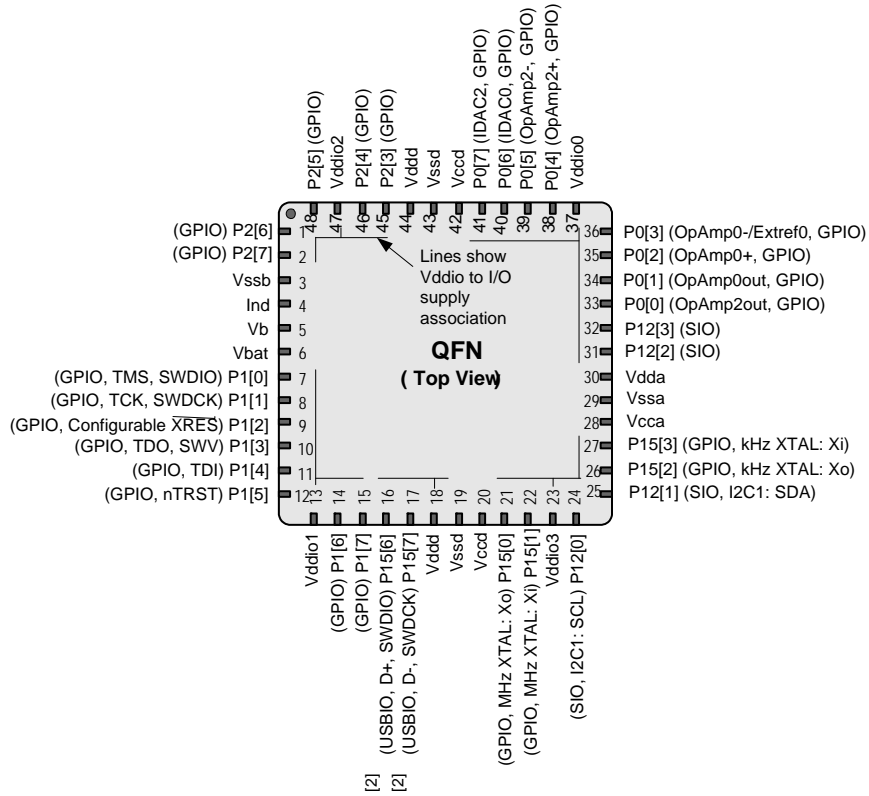 P2[5] (GPIO)
Vddio2
P2[4] (GPIO)
P2[3] (GPIO)
Vddd
Vssd
Vccd
P0[7] (IDAC2, GPIO)
P0[6] (IDAC0, GPIO)
P0[5] (OpAmp2-, GPIO)
P0[4] (OpAmp2+, GPIO)
Vddio0
48
47
46
45
44
43
42
41
40
39
38
37
(GPIO) P2[6] 1
(GPIO) P2[7] 2
Vssb 3
Ind 4
Vb 5
Vbat 6
(GPIO, TMS, SWDIO) P1[0] 7
(GPIO, TCK, SWDCK) P1[1] 8
(GPIO, Configurable XRES) P1[2] 9
(GPIO, TDO, SWV) P1[3] 10
(GPIO, TDI) P1[4] 11
(GPIO, nTRST) P1[5] 12
Lines show
Vddio to I/O
supply
association
QFN
( Top View)
36 P0[3] (OpAmp0-/Extref0, GPIO)
35 P0[2] (OpAmp0+, GPIO)
34 P0[1] (OpAmp0out, GPIO)
33 P0[0] (OpAmp2out, GPIO)
32 P12[3] (SIO)
31 P12[2] (SIO)
30 Vdda
29 Vssa
28 Vcca
27 P15[3] (GPIO, kHz XTAL: Xi)
26 P15[2] (GPIO, kHz XTAL: Xo)
25 P12[1] (SIO, I2C1: SDA)
13
14
15
16
17
18
19
20
21
22
23
24
Vddio1
(GPIO) P1[6]
(GPIO) P1[7]
(USBIO, D+, SWDIO) P15[6]
(USBIO, D-, SWDCK) P15[7]
Vddd
Vssd
Vccd
(GPIO, MHz XTAL: Xo) P15[0]
(GPIO, MHz XTAL: Xi) P15[1]
Vddio3
(SIO, I2C1: SCL) P12[0]
[2]
[2]